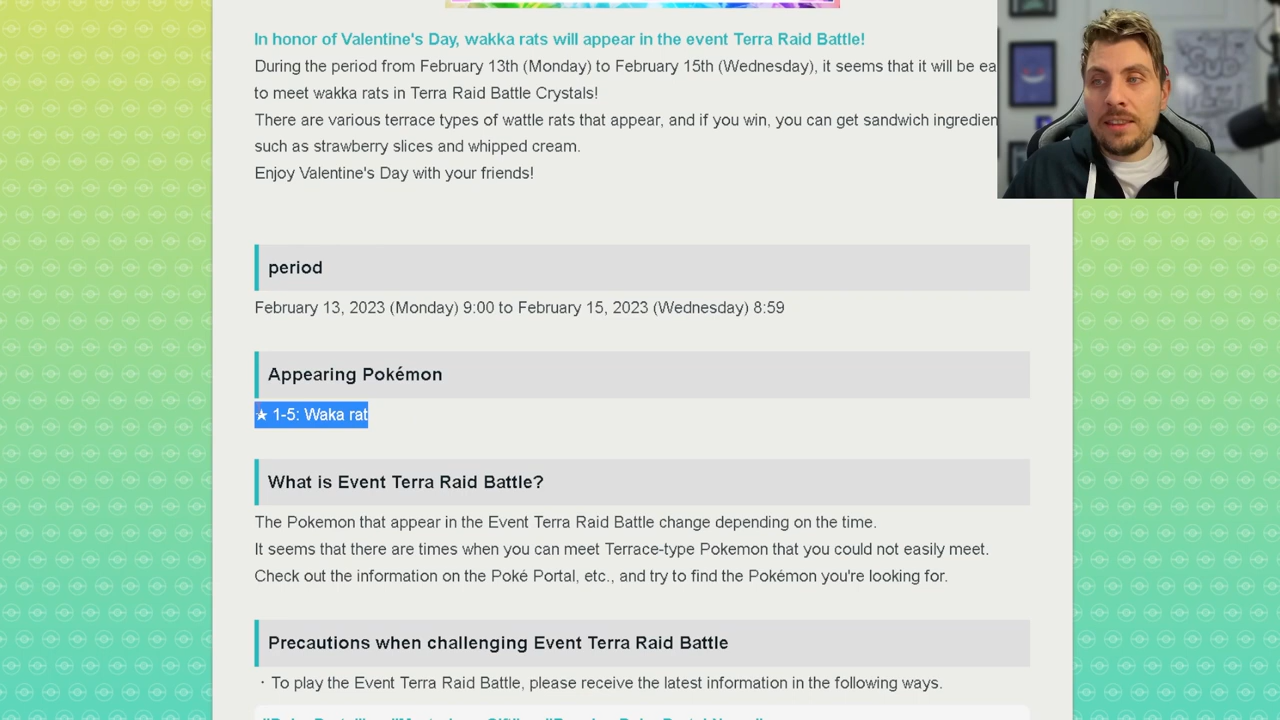 In honor of Valentine's Day, wakka rats will appear in the event Terra Raid Battle!
During the period from February 13th (Monday) to February 15th (Wednesday), it seems that it will be ea
to meet wakka rats in Terra Raid Battle Crystals!
There are various terrace types of wattle rats that appear, and if you win, you can get sandwich ingredien
such as strawberry slices and whipped cream.
Enjoy Valentine's Day with your friends!
period
February 13, 2023 (Monday) 9:00 to February 15, 2023 (Wednesday) 8:59
Appearing Pokémon
★ 1-5: Waka rat
What is Event Terra Raid Battle?
The Pokemon that appear in the Event Terra Raid Battle change depending on the time.
It seems that there are times when you can meet Terrace-type Pokemon that you could not easily meet.
Check out the information on the Poké Portal, etc., and try to find the Pokémon you're looking for.
Precautions when challenging Event Terra Raid Battle
・To play the Event Terra Raid Battle, please receive the latest information in the following ways.